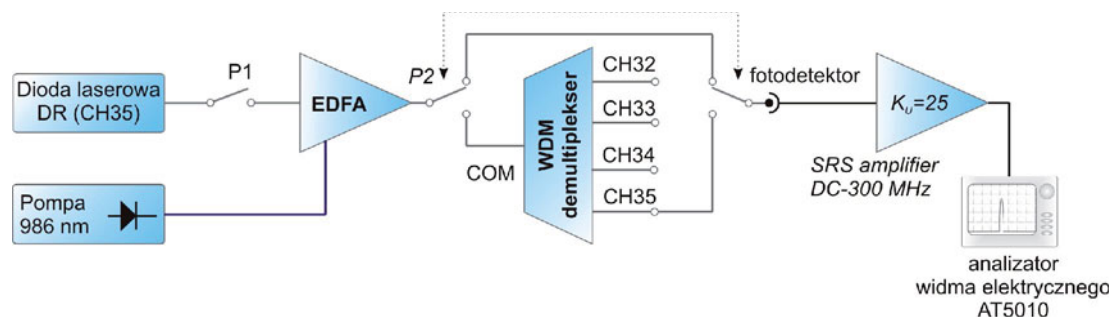 Dioda laserowa
DR (CH35)
P1
EDFA
P2
COM
WDM
demultiplekser
CH32
CH33
CH34
CH35
fotodetektor
Kᵤ=25
SRS amplifier
DC-300 MHz
Pompa
986 nm
analizator
widma elektrycznego
AT5010